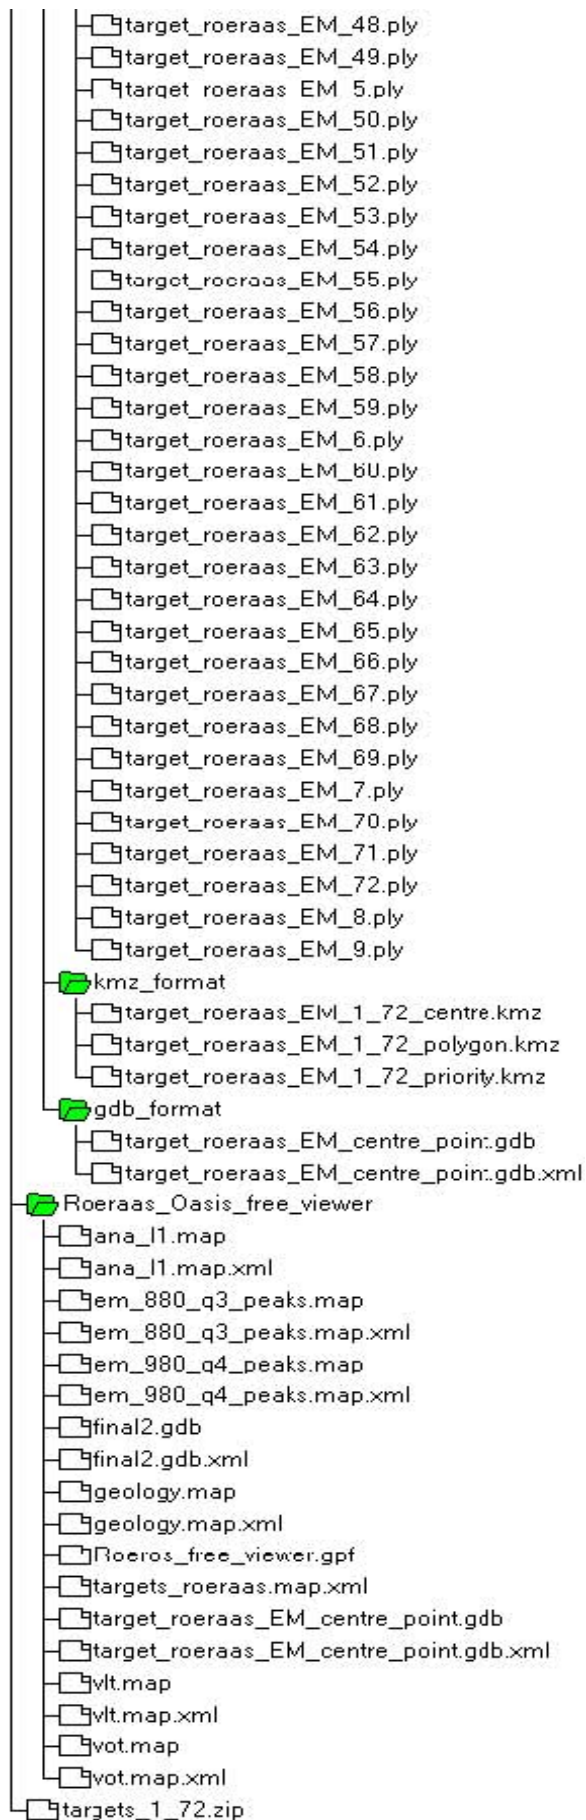 target_roeraas_EM_48.ply
target_roeraas_EM_49.ply
target_roeraas_EM_5.ply
target_roeraas_EM_50.ply
target_roeraas_EM_51.ply
target_roeraas_EM_52.ply
target_roeraas_EM_53.ply
target_roeraas_EM_54.ply
target_roeraas_EM_55.ply
target_roeraas_EM_56.ply
target_roeraas_EM_57.ply
target_roeraas_EM_58.ply
target_roeraas_EM_59.ply
target_roeraas_EM_6.ply
target_roeraas_EM_60.ply
target_roeraas_EM_61.ply
target_roeraas_EM_62.ply
target_roeraas_EM_63.ply
target_roeraas_EM_64.ply
target_roeraas_EM_65.ply
target_roeraas_EM_66.ply
target_roeraas_EM_67.ply
target_roeraas_EM_68.ply
target_roeraas_EM_69.ply
target_roeraas_EM_7.ply
target_roeraas_EM_70.ply
target_roeraas_EM_71.ply
target_roeraas_EM_72.ply
target_roeraas_EM_8.ply
target_roeraas_EM_9.ply
kmz_format
target_roeraas_EM_1_72_centre.kmz
target_roeraas_EM_1_72_polygon.kmz
target_roeraas_EM_1_72_priority.kmz
gdb_format
target_roeraas_EM_centre_point.gdb
target_roeraas_EM_centre_point.gdb.xml
Roeraas_Oasis_free_viewer
ana_l1.map
ana_l1.map.xml
em_880_q3_peaks.map
em_880_q3_peaks.map.xml
em_980_q4_peaks.map
em_980_q4_peaks.map.xml
final2.gdb
final2.gdb.xml
geology.map
geology.map.xml
Roeros_free_viewer.gpf
targets_roeraas.map.xml
target_roeraas_EM_centre_point.gdb
target_roeraas_EM_centre_point.gdb.xml
vlt.map
vlt.map.xml
vot.map
vot.map.xml
targets_1_72.zip